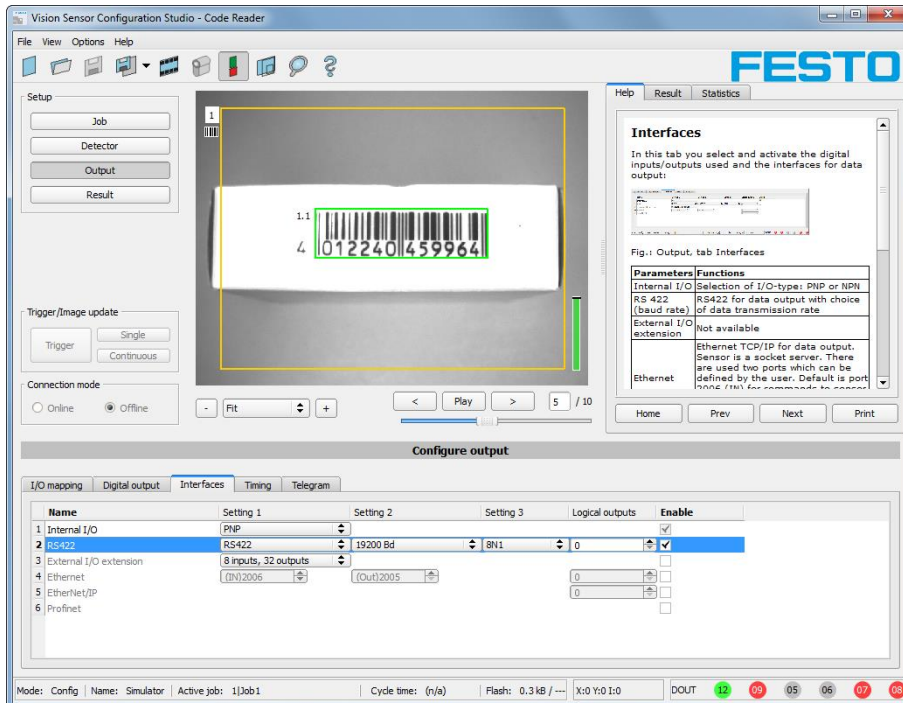 Vision Sensor Configuration Studio - Code Reader
File View Options Help
FESTO
Setup
Job
Detector
Output
Result
Trigger/Image update
Trigger
Single
Continuous
Connection mode
Online
Offline
1
1.1
4 012240 459964
- Fit +
< Play > 5 / 10
Help Result Statistics
Interfaces
In this tab you select and activate the digital
inputs/outputs used and the interfaces for data
output:
Fig.: Output, tab Interfaces
Parameters Functions
Internal I/O Selection of I/O-type: PNP or NPN
RS 422 (baud rate) RS422 for data output with choice of data transmission rate
External I/O extension Not available
Ethernet Ethernet TCP/IP for data output.
Sensor is a socket server. There
are used two ports which can be
defined by the user. Default is port
2006 (IN) for commands to sensor
Home Prev Next Print
Configure output
I/O mapping Digital output Interfaces Timing Telegram
Name Setting 1 Setting 2 Setting 3 Logical outputs Enable
1 Internal I/O PNP
2 RS422 RS422 19200 Bd 8N1 0
3 External I/O extension 8 inputs, 32 outputs
4 Ethernet (IN)2006 (Out)2005 0
5 EtherNet/IP 0
6 Profinet
Mode: Config Name: Simulator Active job: 1|Job1 Cycle time: (n/a) Flash: 0.3 kB / --- X:0 Y:0 I:0 DOUT 12 09 05 06 07 08